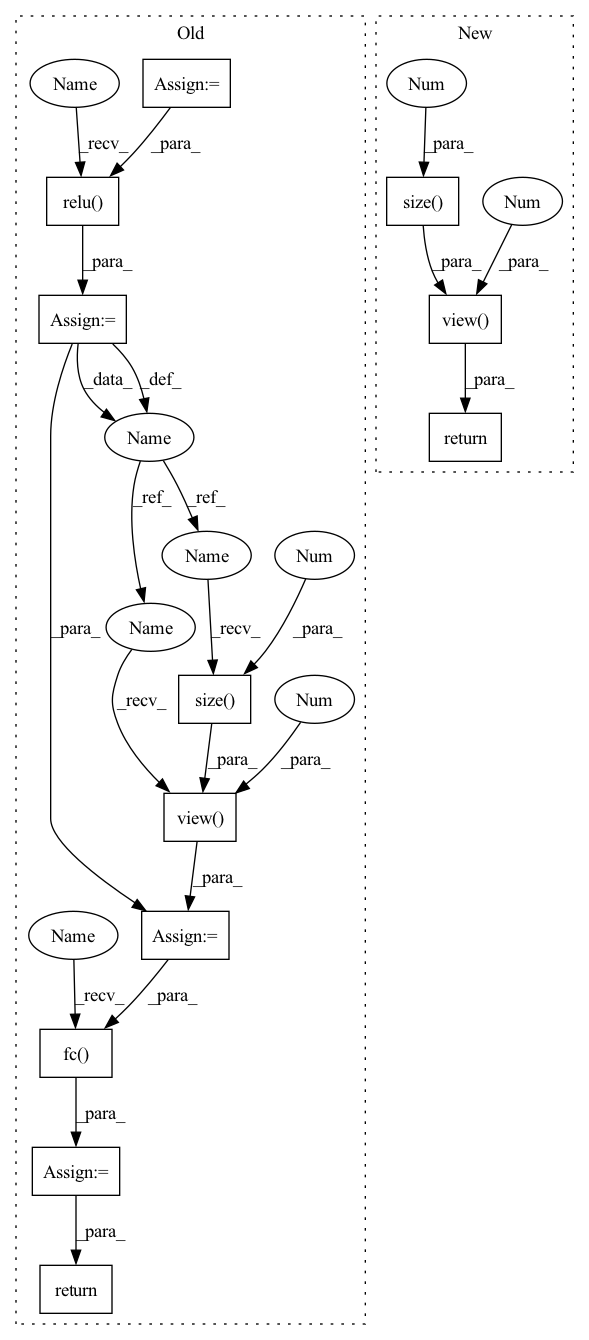 Old
New
Name
Assign:=
Num
_recv_
_para_
_para_
relu()
size()
Num
_para_
_para_
_para_
Assign:=
view()
_data_
_def_
_para_
Name
return
_ref_
_ref_
Name
Num
_para_
Name
_recv_
_para_
size()
Num
_recv_
_para_
_para_
view()
_para_
Name
Assign:=
_recv_
_para_
fc()
_para_
Assign:=
_para_
return